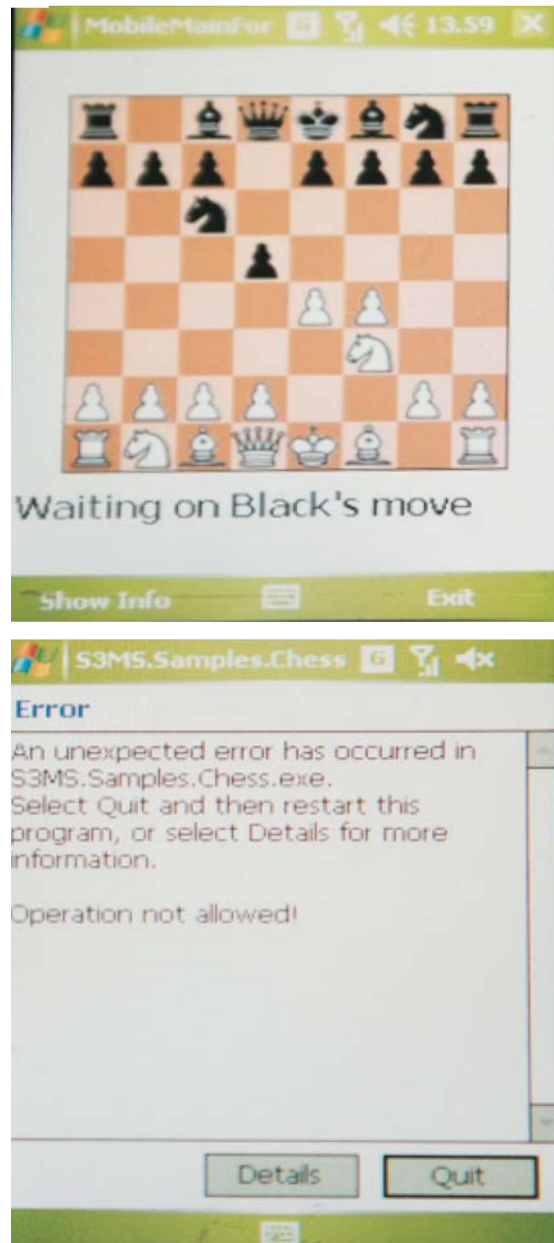 MobileMainFor G 13.59
Waiting on Black's move
Show Info Exit
S3MS.Samples.Chess G
Error
An unexpected error has occurred in
S3MS.Samples.Chess.exe.
Select Quit and then restart this
program, or select Details for more
information.
Operation not allowed!
Details Quit